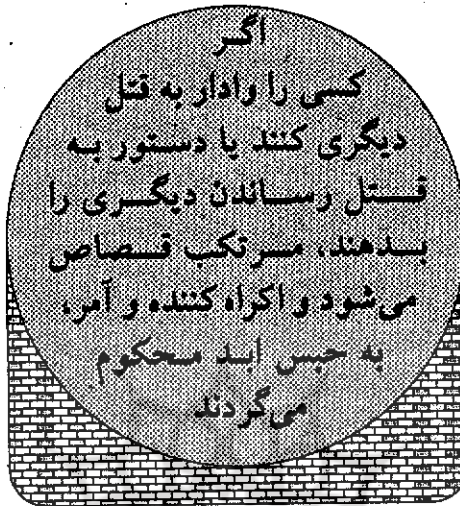 اگر
کسی را وادار به قتل
دیگری کنند یا دستور به
قتل رساندن دیگری را
بدهند، مرتکب قصاص
می‌شود و اکراه کننده و آمر،
به حبس ابد محکوم
می‌گردند